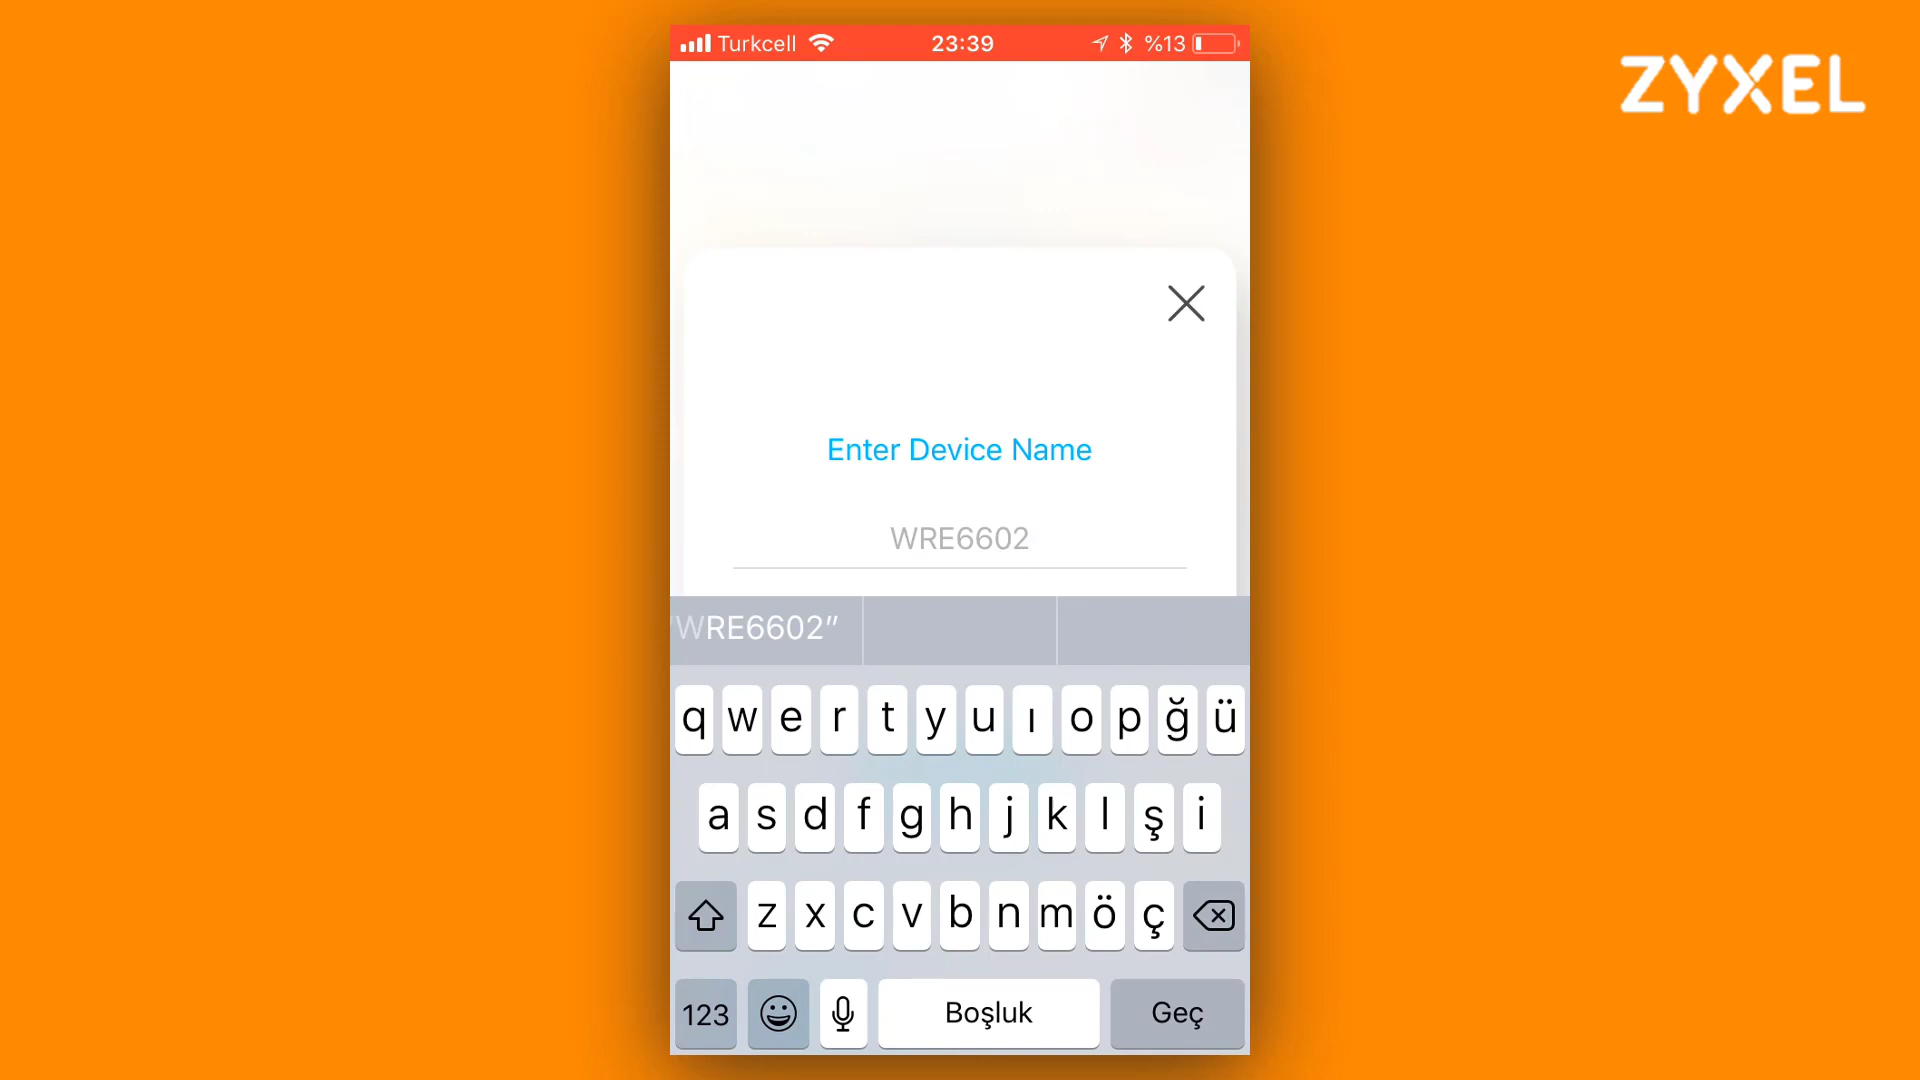 Turkcell 23:39 %13
ZYXEL
Enter Device Name
WRE6602
"WRE6602"
q w e r t y u ı o p ğ ü
a s d f g h j k l ş i
z x c v b n m ö ç
123 Boşluk Geç